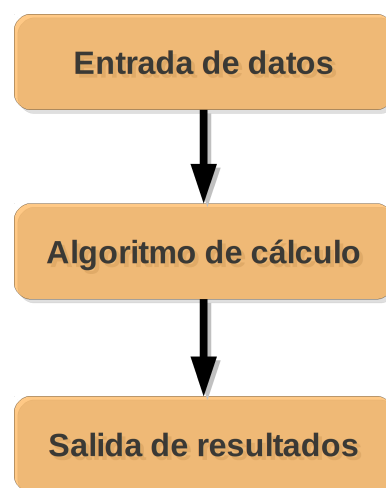 Entrada de datos
Algoritmo de cálculo
Salida de resultados